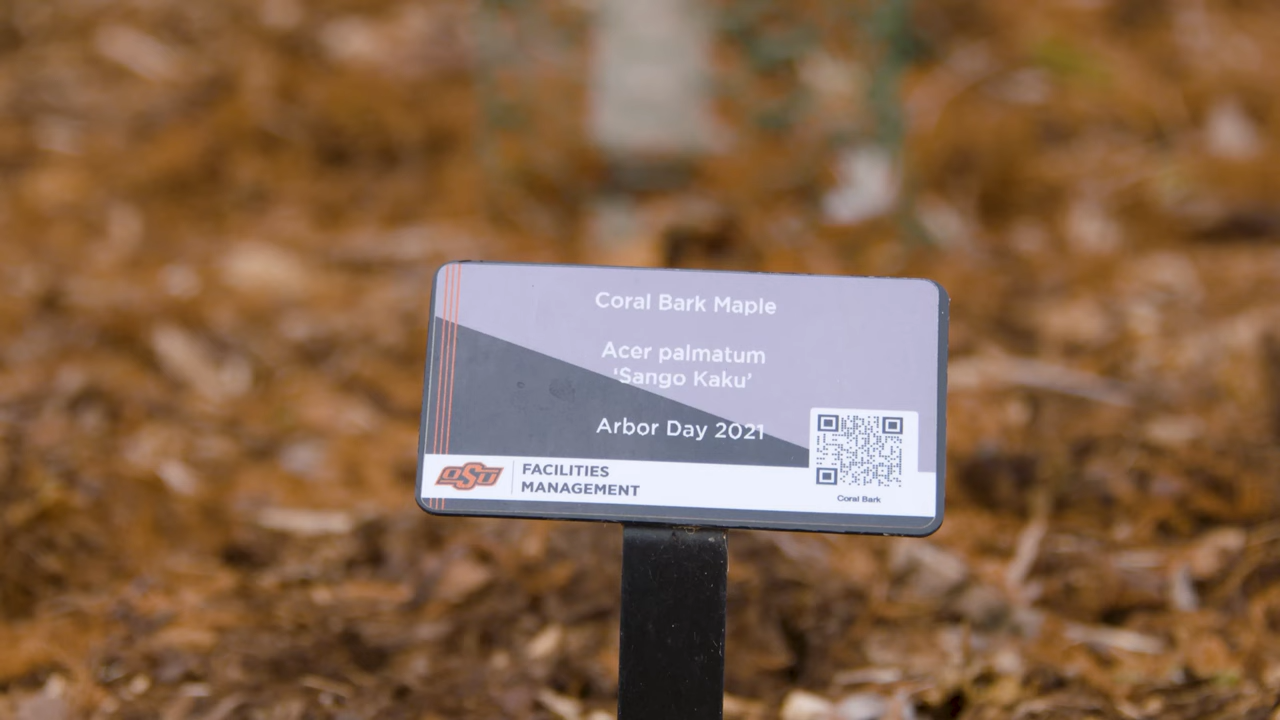 Coral Bark Maple
Acer palmatum
‘Sango Kaku’
Arbor Day 2021
OSU
FACILITIES
MANAGEMENT
Coral Bark